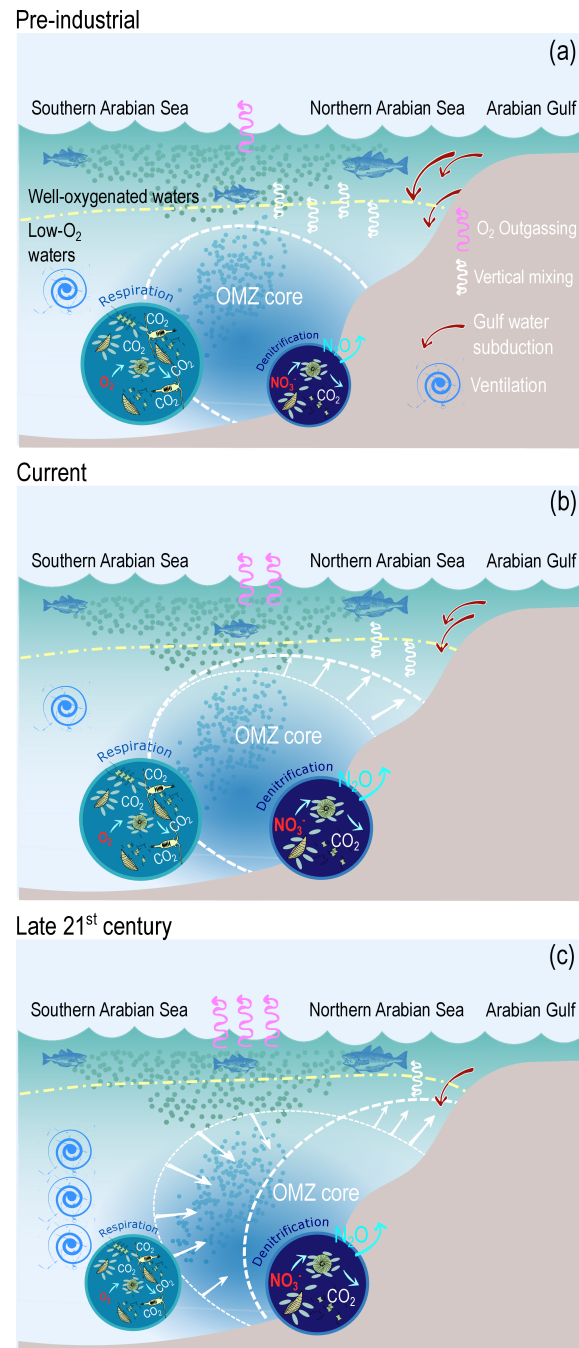 Pre-industrial
(a)
Southern Arabian Sea Northern Arabian Sea Arabian Gulf
Well-oxygenated waters
Low-O₂
waters
O₂ Outgassing
Vertical mixing
Gulf water
subduction
Ventilation
OMZ core
Respiration
CO₂
CO₂
CO₂
CO₂
O₂
Denitrification
N₂O
NO₃⁻
CO₂
Current
(b)
Southern Arabian Sea Northern Arabian Sea Arabian Gulf
OMZ core
Respiration
CO₂
CO₂
CO₂
CO₂
O₂
Denitrification
N₂O
NO₃⁻
CO₂
Late 21ˢᵗ century
(c)
Southern Arabian Sea Northern Arabian Sea Arabian Gulf
OMZ core
Respiration
CO₂
CO₂
CO₂
CO₂
O₂
Denitrification
N₂O
NO₃⁻
CO₂